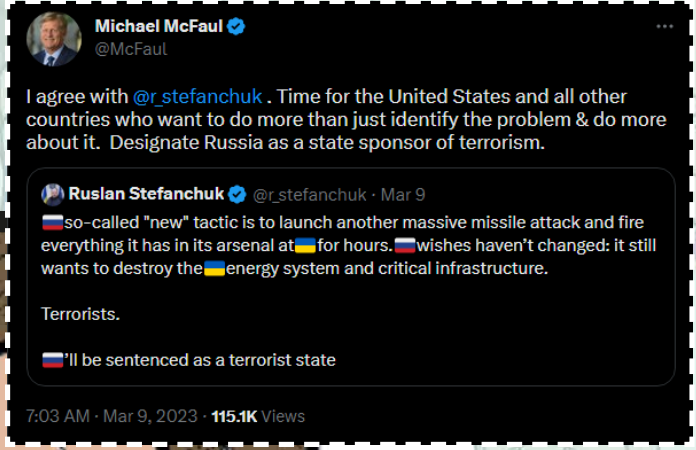 Michael McFaul
@McFaul
I agree with @r_stefanchuk . Time for the United States and all other
countries who want to do more than just identify the problem & do more
about it.  Designate Russia as a state sponsor of terrorism.
Ruslan Stefanchuk @r_stefanchuk · Mar 9
🇷🇺so-called "new" tactic is to launch another massive missile attack and fire
everything it has in its arsenal at🇺🇦for hours.🇷🇺wishes haven’t changed: it still
wants to destroy the🇺🇦energy system and critical infrastructure.
Terrorists.
🇷🇺’ll be sentenced as a terrorist state
7:03 AM · Mar 9, 2023 · 115.1K Views